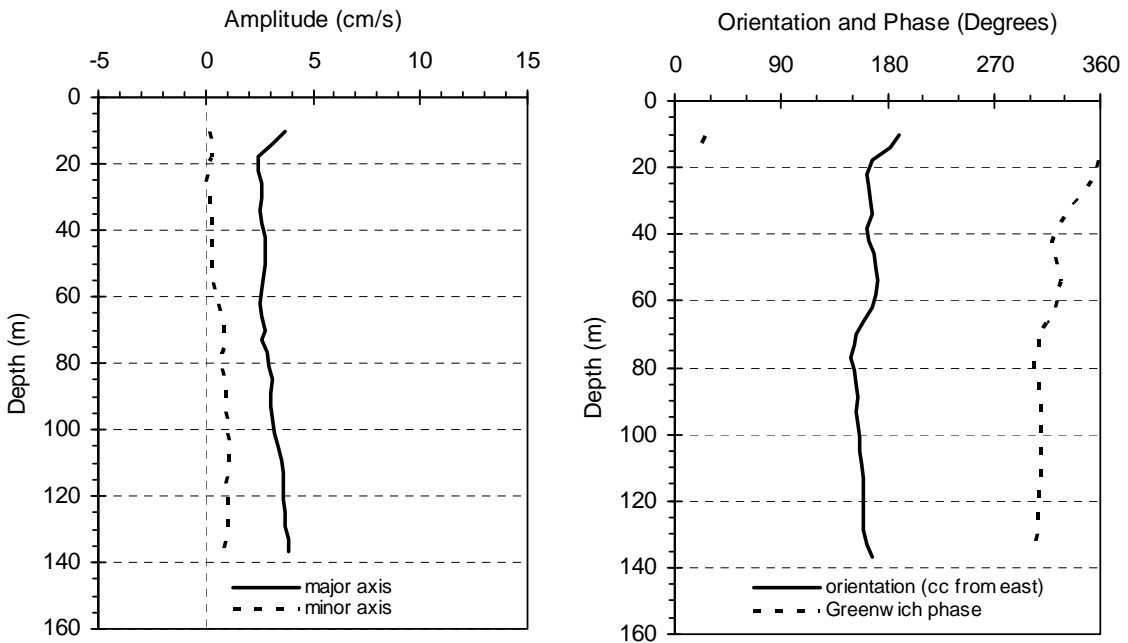 Amplitude (cm/s)
-5 0 5 10 15
0
20
40
60
80
100
120
140
160
Depth (m)
major axis
minor axis
Orientation and Phase (Degrees)
0 90 180 270 360
0
20
40
60
80
100
120
140
160
Depth (m)
orientation (cc from east)
Greenwich phase